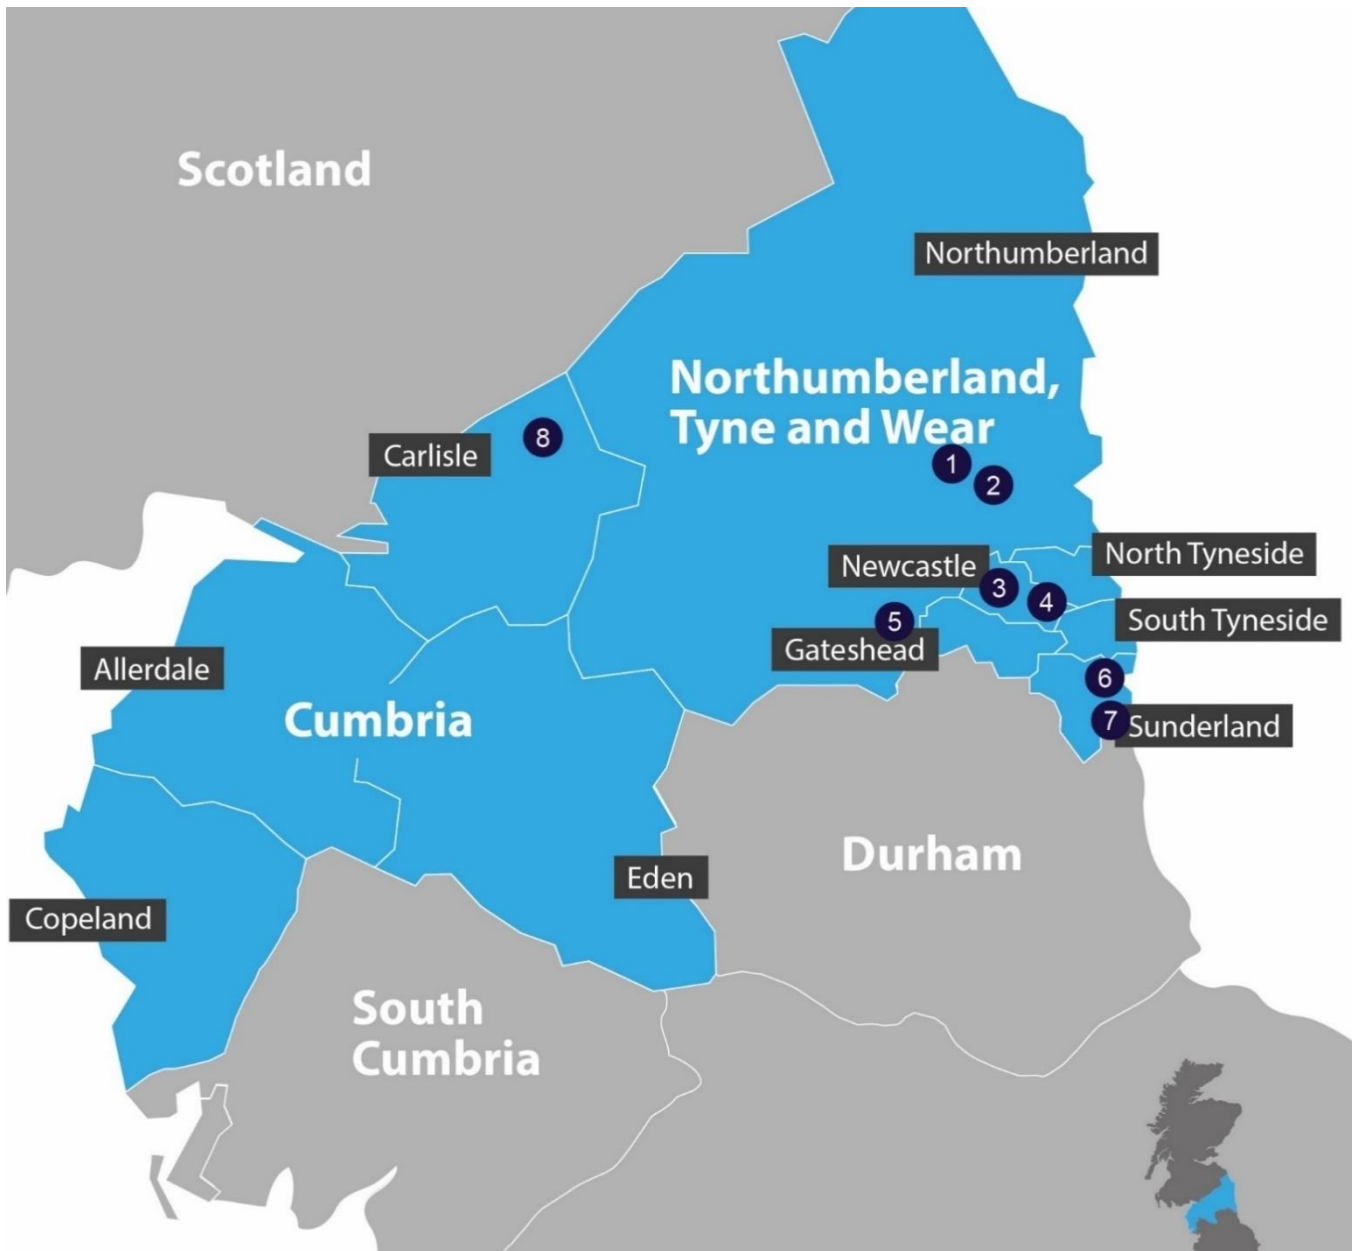 Scotland
Northumberland
Northumberland,
Tyne and Wear
8
Carlisle
1
2
North Tyneside
Newcastle
3
4
5
South Tyneside
Gateshead
Allerdale
6
Cumbria
7
Sunderland
Durham
Eden
Copeland
South
Cumbria